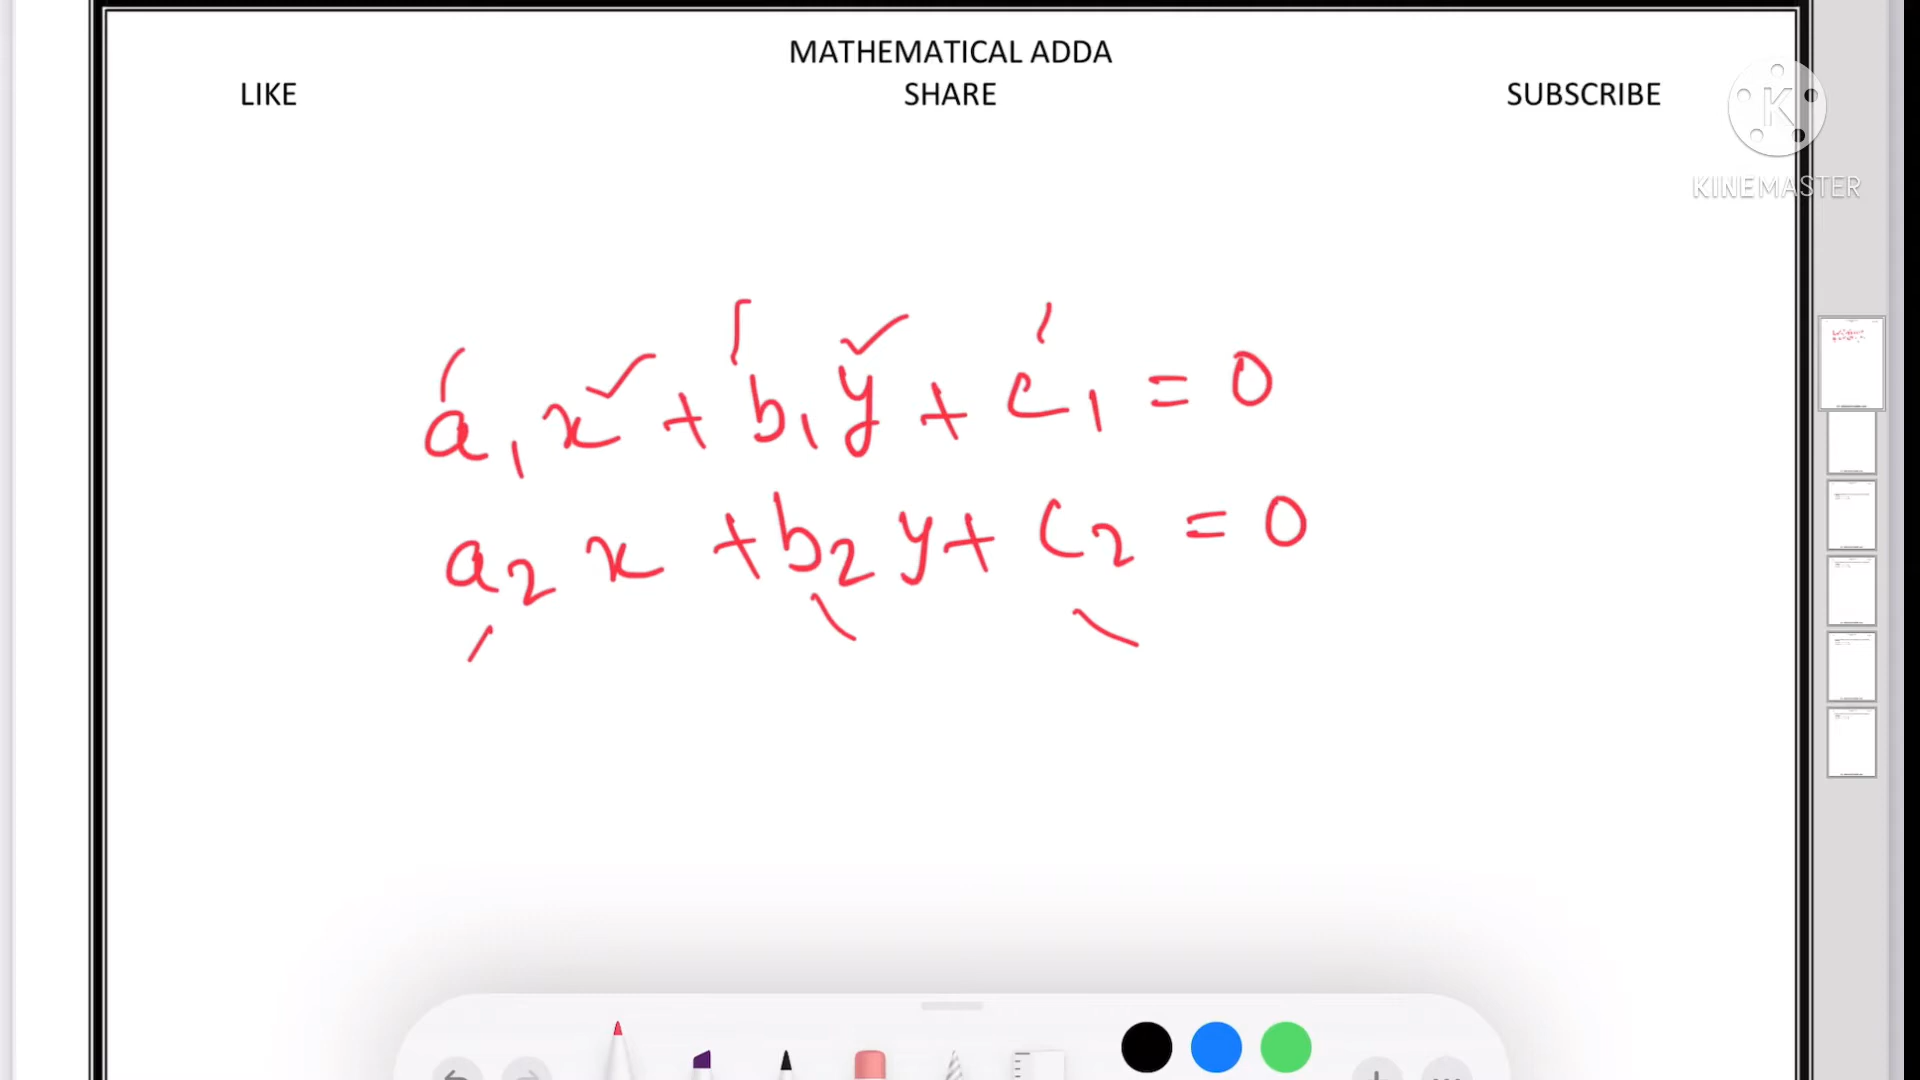 MATHEMATICAL ADDA
LIKE SHARE SUBSCRIBE
K
KINEMASTER
a₁x + b₁y + c₁ = 0
a₂x + b₂y + c₂ = 0